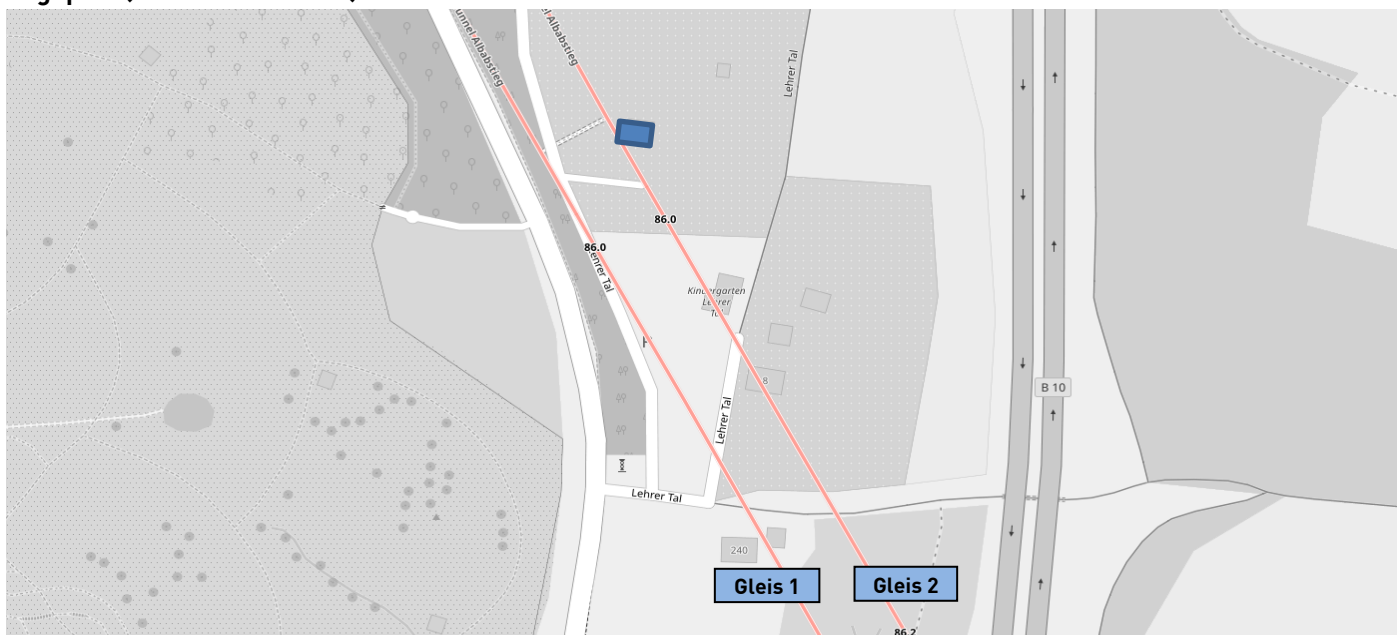 Tunnel Albabstieg
el Albabstieg
Lehrer Tal
86.0
86.0
Lehrer Tal
Kindergarten
Lehrer
Tal
8
B 10
Lehrer Tal
Lehrer Tal
240
Gleis 1
Gleis 2
86.2